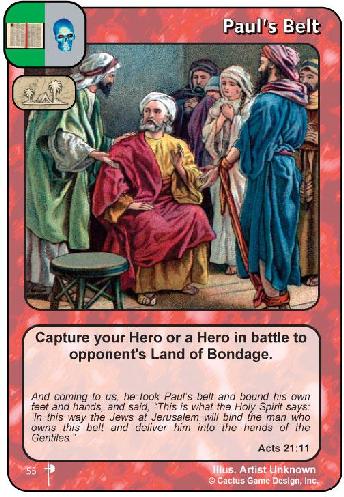 Paul's Belt
Capture your Hero or a Hero in battle to
opponent's Land of Bondage.
And coming to us, he took Paul's belt and bound his own
feet and hands, and said, "This is what the Holy Spirit says:
'In this way the Jews at Jerusalem will bind the man who
owns this belt and deliver him into the hands of the
Gentiles.'"
Acts 21:11
Illus. Artist Unknown
© Cactus Game Design, Inc.